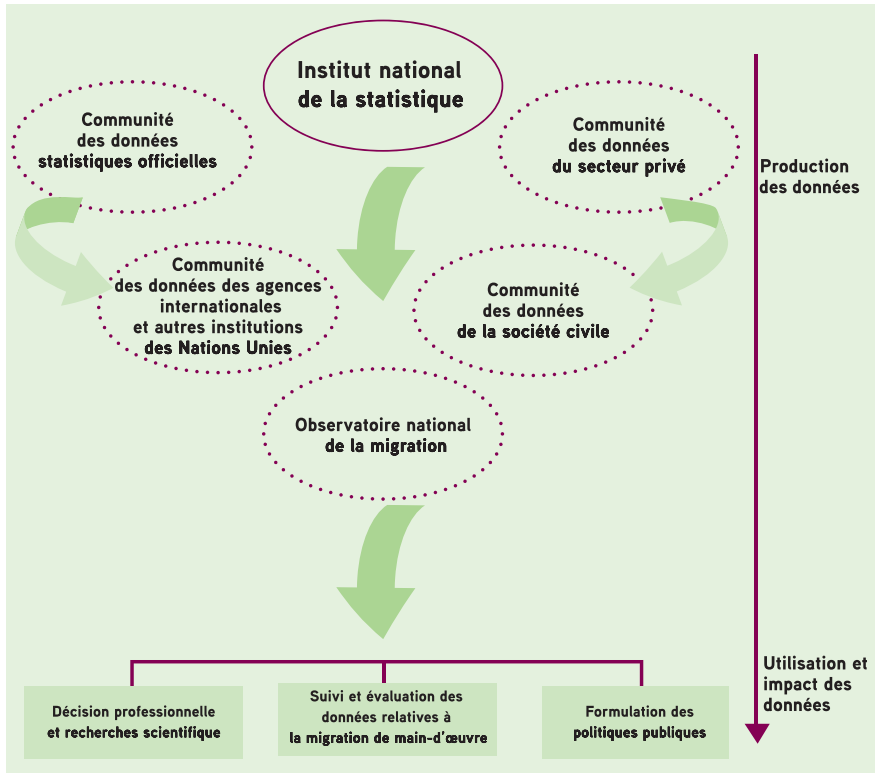 Institut national
de la statistique
Communité
des données
statistiques officielles
Communité
des données
du secteur privé
Production
des données
Communité
des données des agences
internationales
et autres institutions
des Nations Unies
Communité
des données
de la société civile
Observatoire national
de la migration
Utilisation et
impact des
données
Décision professionnelle
et recherches scientifique
Suivi et évaluation des
données relatives à
la migration de main-d'œuvre
Formulation des
politiques publiques